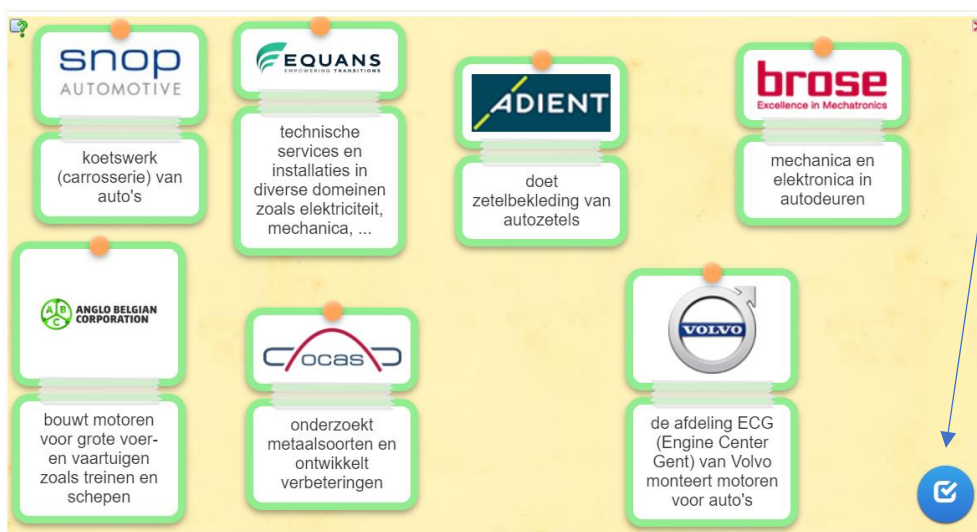 snop
AUTOMOTIVE
koetswerk
(carrosserie) van
auto's
EQUANS
EMPOWERING TRANSITIONS
technische
services en
installaties in
diverse domeinen
zoals elektriciteit,
mechanica, ...
ADIENT
doet
zetelbekleding van
autozetels
brose
Excellence in Mechatronics
mechanica en
elektronica in
autodeuren
ABC
ANGLO BELGIAN
CORPORATION
bouwt motoren
voor grote voer-
en vaartuigen
zoals treinen en
schepen
ocas
onderzoekt
metaalsoorten en
ontwikkelt
verbeteringen
VOLVO
de afdeling ECG
(Engine Center
Gent) van Volvo
monteert motoren
voor auto's